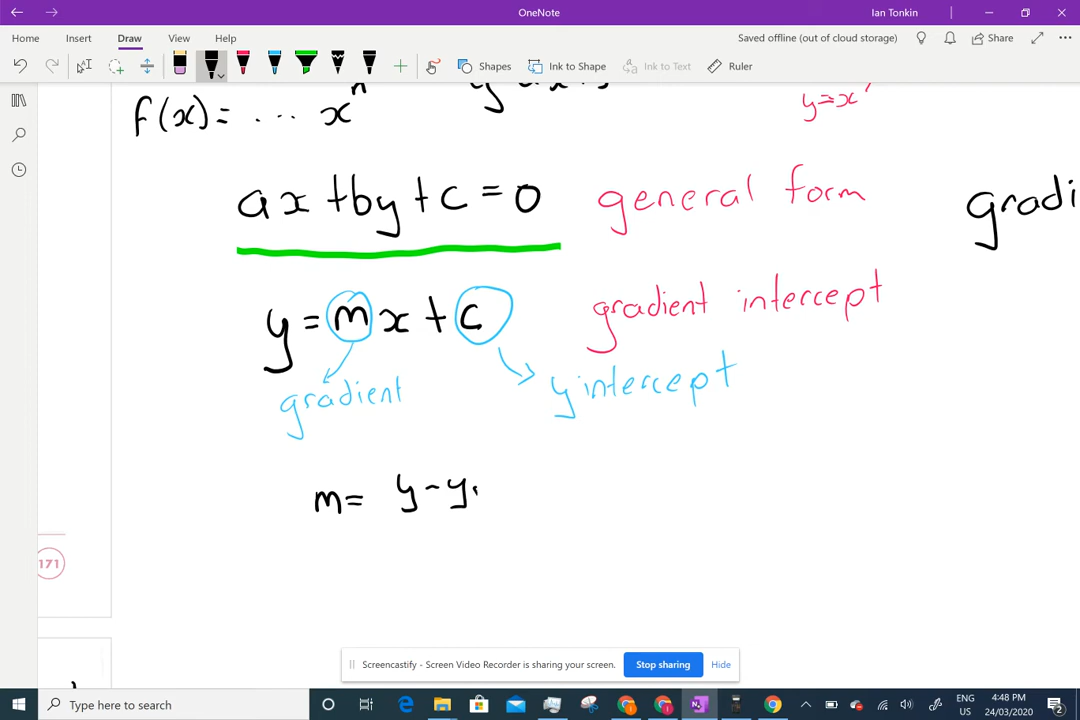 OneNote
Ian Tonkin
Home Insert Draw View Help
Saved offline (out of cloud storage)
Share
Shapes
Ink to Shape
Ink to Text
Ruler
f(x) = ... xⁿ
ax + by + c = 0 general form
gradi
y = mx + c gradient intercept
gradient y intercept
m = y - y
171
Screencastify - Screen Video Recorder is sharing your screen. Stop sharing Hide
Type here to search
ENG
US
4:48 PM
24/03/2020
2